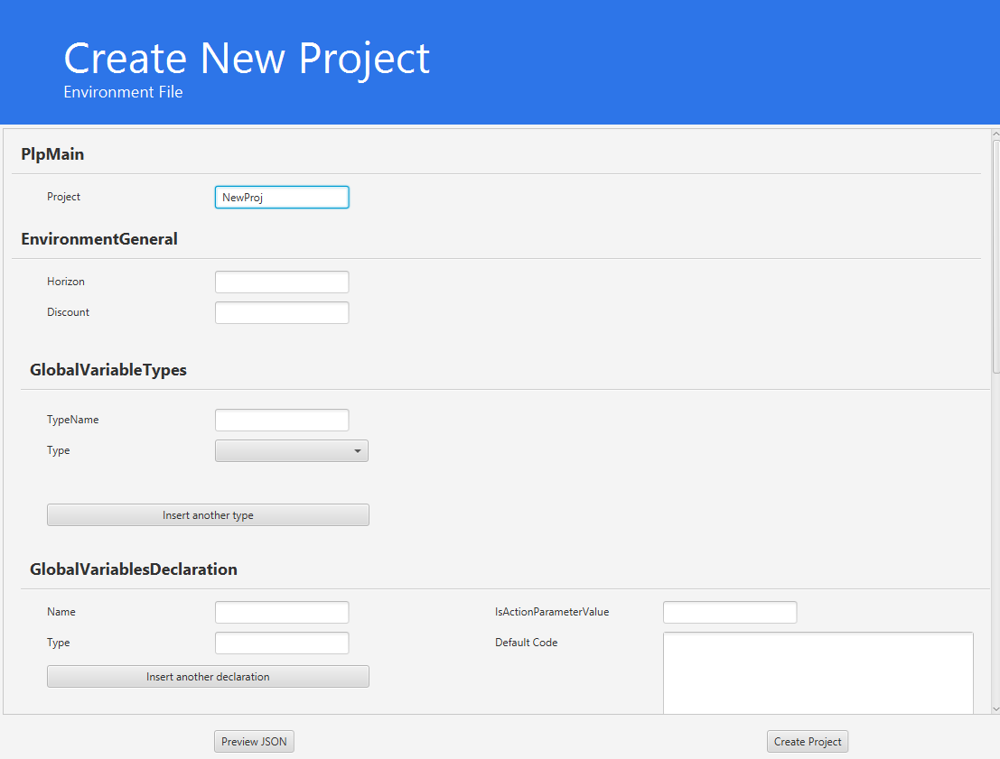 Create New Project
Environment File
PlpMain
Project NewProj
EnvironmentGeneral
Horizon
Discount
GlobalVariableTypes
TypeName
Type
Insert another type
GlobalVariablesDeclaration
Name IsActionParameterValue
Type Default Code
Insert another declaration
Preview JSON Create Project